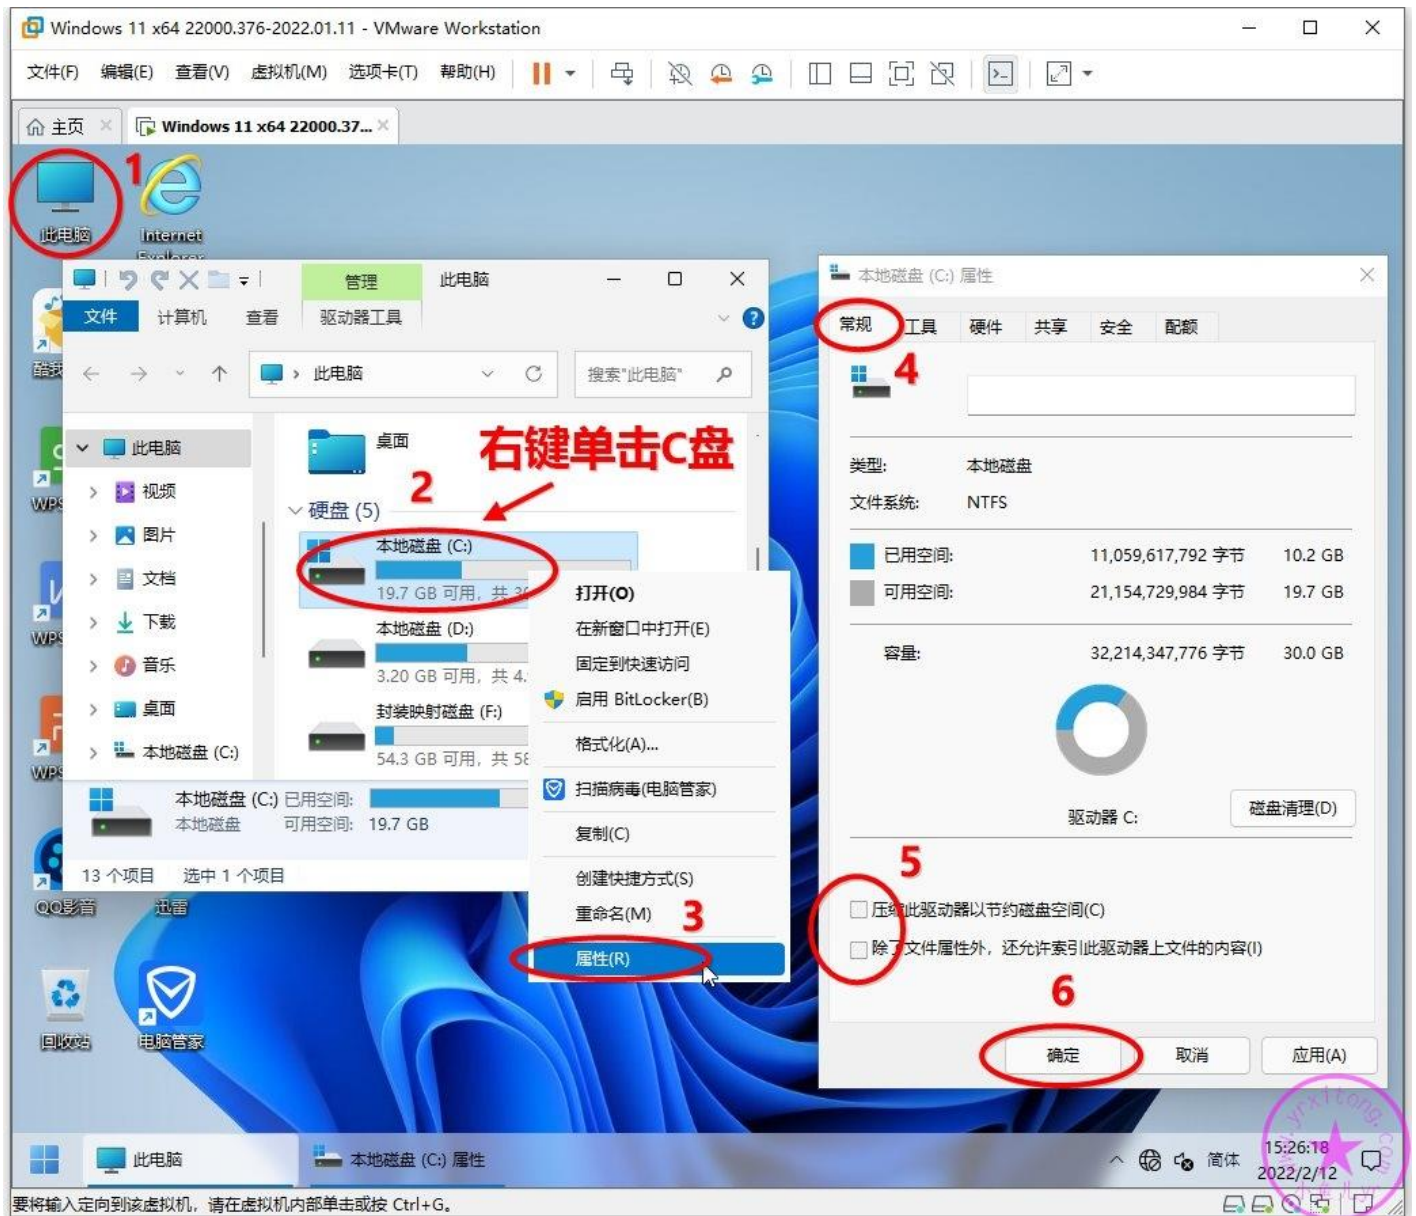 Windows 11 x64 22000.376-2022.01.11 - VMware Workstation
文件(F) 编辑(E) 查看(V) 虚拟机(M) 选项卡(T) 帮助(H)
主页 Windows 11 x64 22000.37...
1
此电脑
Internet
Explorer
管理 此电脑
文件 计算机 查看 驱动器工具
此电脑 搜索"此电脑"
酷我
此电脑
视频
图片
文档
下载
音乐
桌面
本地磁盘 (C:)
桌面
右键单击C盘
2
硬盘 (5)
本地磁盘 (C:)
19.7 GB 可用, 共 30
本地磁盘 (D:)
3.20 GB 可用, 共 4.
封装映射磁盘 (F:)
54.3 GB 可用, 共 58
WPS
WPS
WPS
本地磁盘 (C:) 已用空间:
本地磁盘 可用空间: 19.7 GB
13 个项目 选中 1 个项目
打开(O)
在新窗口中打开(E)
固定到快速访问
启用 BitLocker(B)
格式化(A)...
扫描病毒(电脑管家)
复制(C)
创建快捷方式(S)
重命名(M)
3
属性(R)
QQ影音 迅雷
回收站 电脑管家
本地磁盘 (C:) 属性
常规 工具 硬件 共享 安全 配额
4
类型: 本地磁盘
文件系统: NTFS
已用空间: 11,059,617,792 字节 10.2 GB
可用空间: 21,154,729,984 字节 19.7 GB
容量: 32,214,347,776 字节 30.0 GB
驱动器 C:
磁盘清理(D)
5
压缩此驱动器以节约磁盘空间(C)
除了文件属性外，还允许索引此驱动器上文件的内容(I)
6
确定 取消 应用(A)
此电脑 本地磁盘 (C:) 属性
简体
15:26:18
2022/2/12
www.yrxitong.com
要将输入定向到该虚拟机，请在虚拟机内部单击或按 Ctrl+G。